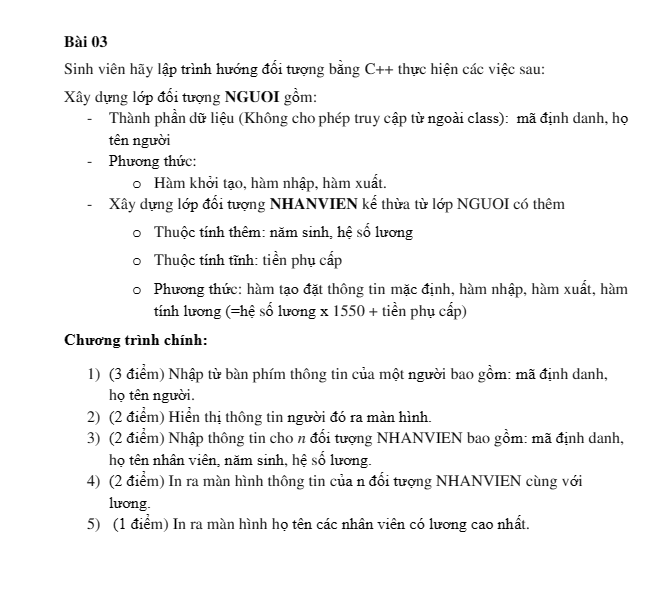 Bài 03
Sinh viên hãy lập trình hướng đối tượng bằng C++ thực hiện các việc sau:
Xây dựng lớp đối tượng NGUOI gồm:
- Thành phần dữ liệu (Không cho phép truy cập từ ngoài class): mã định danh, họ
tên người
- Phương thức:
o Hàm khởi tạo, hàm nhập, hàm xuất.
- Xây dựng lớp đối tượng NHANVIEN kế thừa từ lớp NGUOI có thêm
o Thuộc tính thêm: năm sinh, hệ số lương
o Thuộc tính tĩnh: tiền phụ cấp
o Phương thức: hàm tạo đặt thông tin mặc định, hàm nhập, hàm xuất, hàm
tính lương (=hệ số lương x 1550 + tiền phụ cấp)
Chương trình chính:
1) (3 điểm) Nhập từ bàn phím thông tin của một người bao gồm: mã định danh,
họ tên người.
2) (2 điểm) Hiển thị thông tin người đó ra màn hình.
3) (2 điểm) Nhập thông tin cho n đối tượng NHANVIEN bao gồm: mã định danh,
họ tên nhân viên, năm sinh, hệ số lương.
4) (2 điểm) In ra màn hình thông tin của n đối tượng NHANVIEN cùng với
lương.
5) (1 điểm) In ra màn hình họ tên các nhân viên có lương cao nhất.